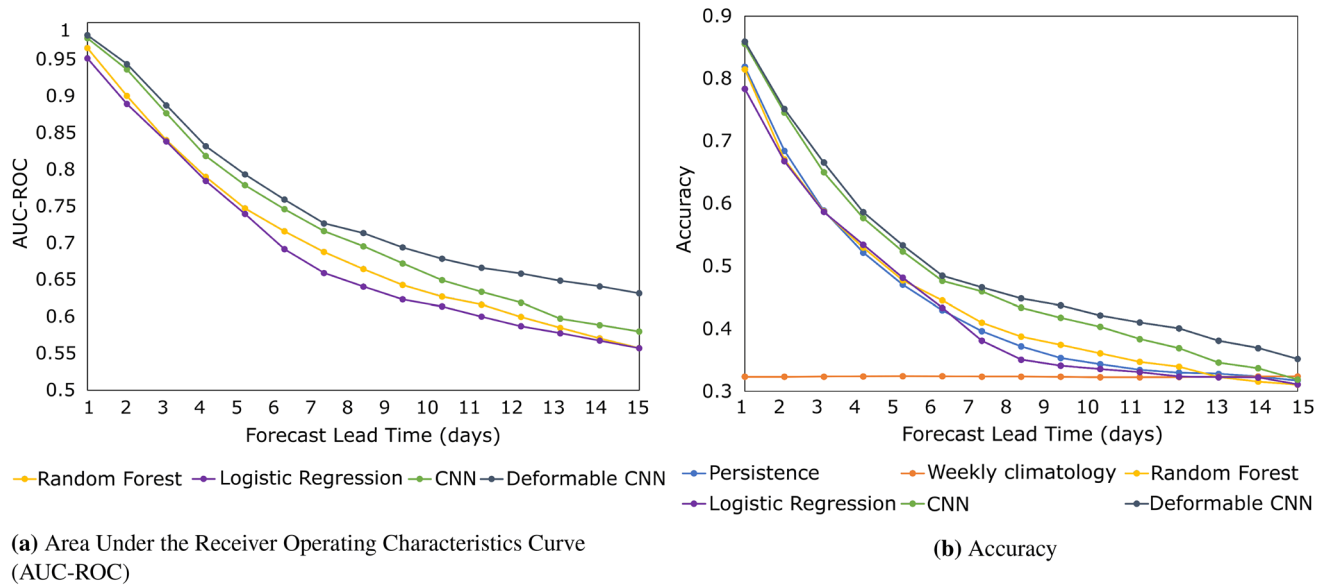 1
0.95
0.9
0.85
0.8
0.75
0.7
0.65
0.6
0.55
0.5
AUC-ROC
1 2 3 4 5 6 7 8 9 10 11 12 13 14 15
Forecast Lead Time (days)
Random Forest Logistic Regression CNN Deformable CNN
(a) Area Under the Receiver Operating Characteristics Curve
(AUC-ROC)
0.9
0.8
0.7
0.6
0.5
0.4
0.3
Accuracy
1 2 3 4 5 6 7 8 9 10 11 12 13 14 15
Forecast Lead Time (days)
Persistence Weekly climatology Random Forest
Logistic Regression CNN Deformable CNN
(b) Accuracy